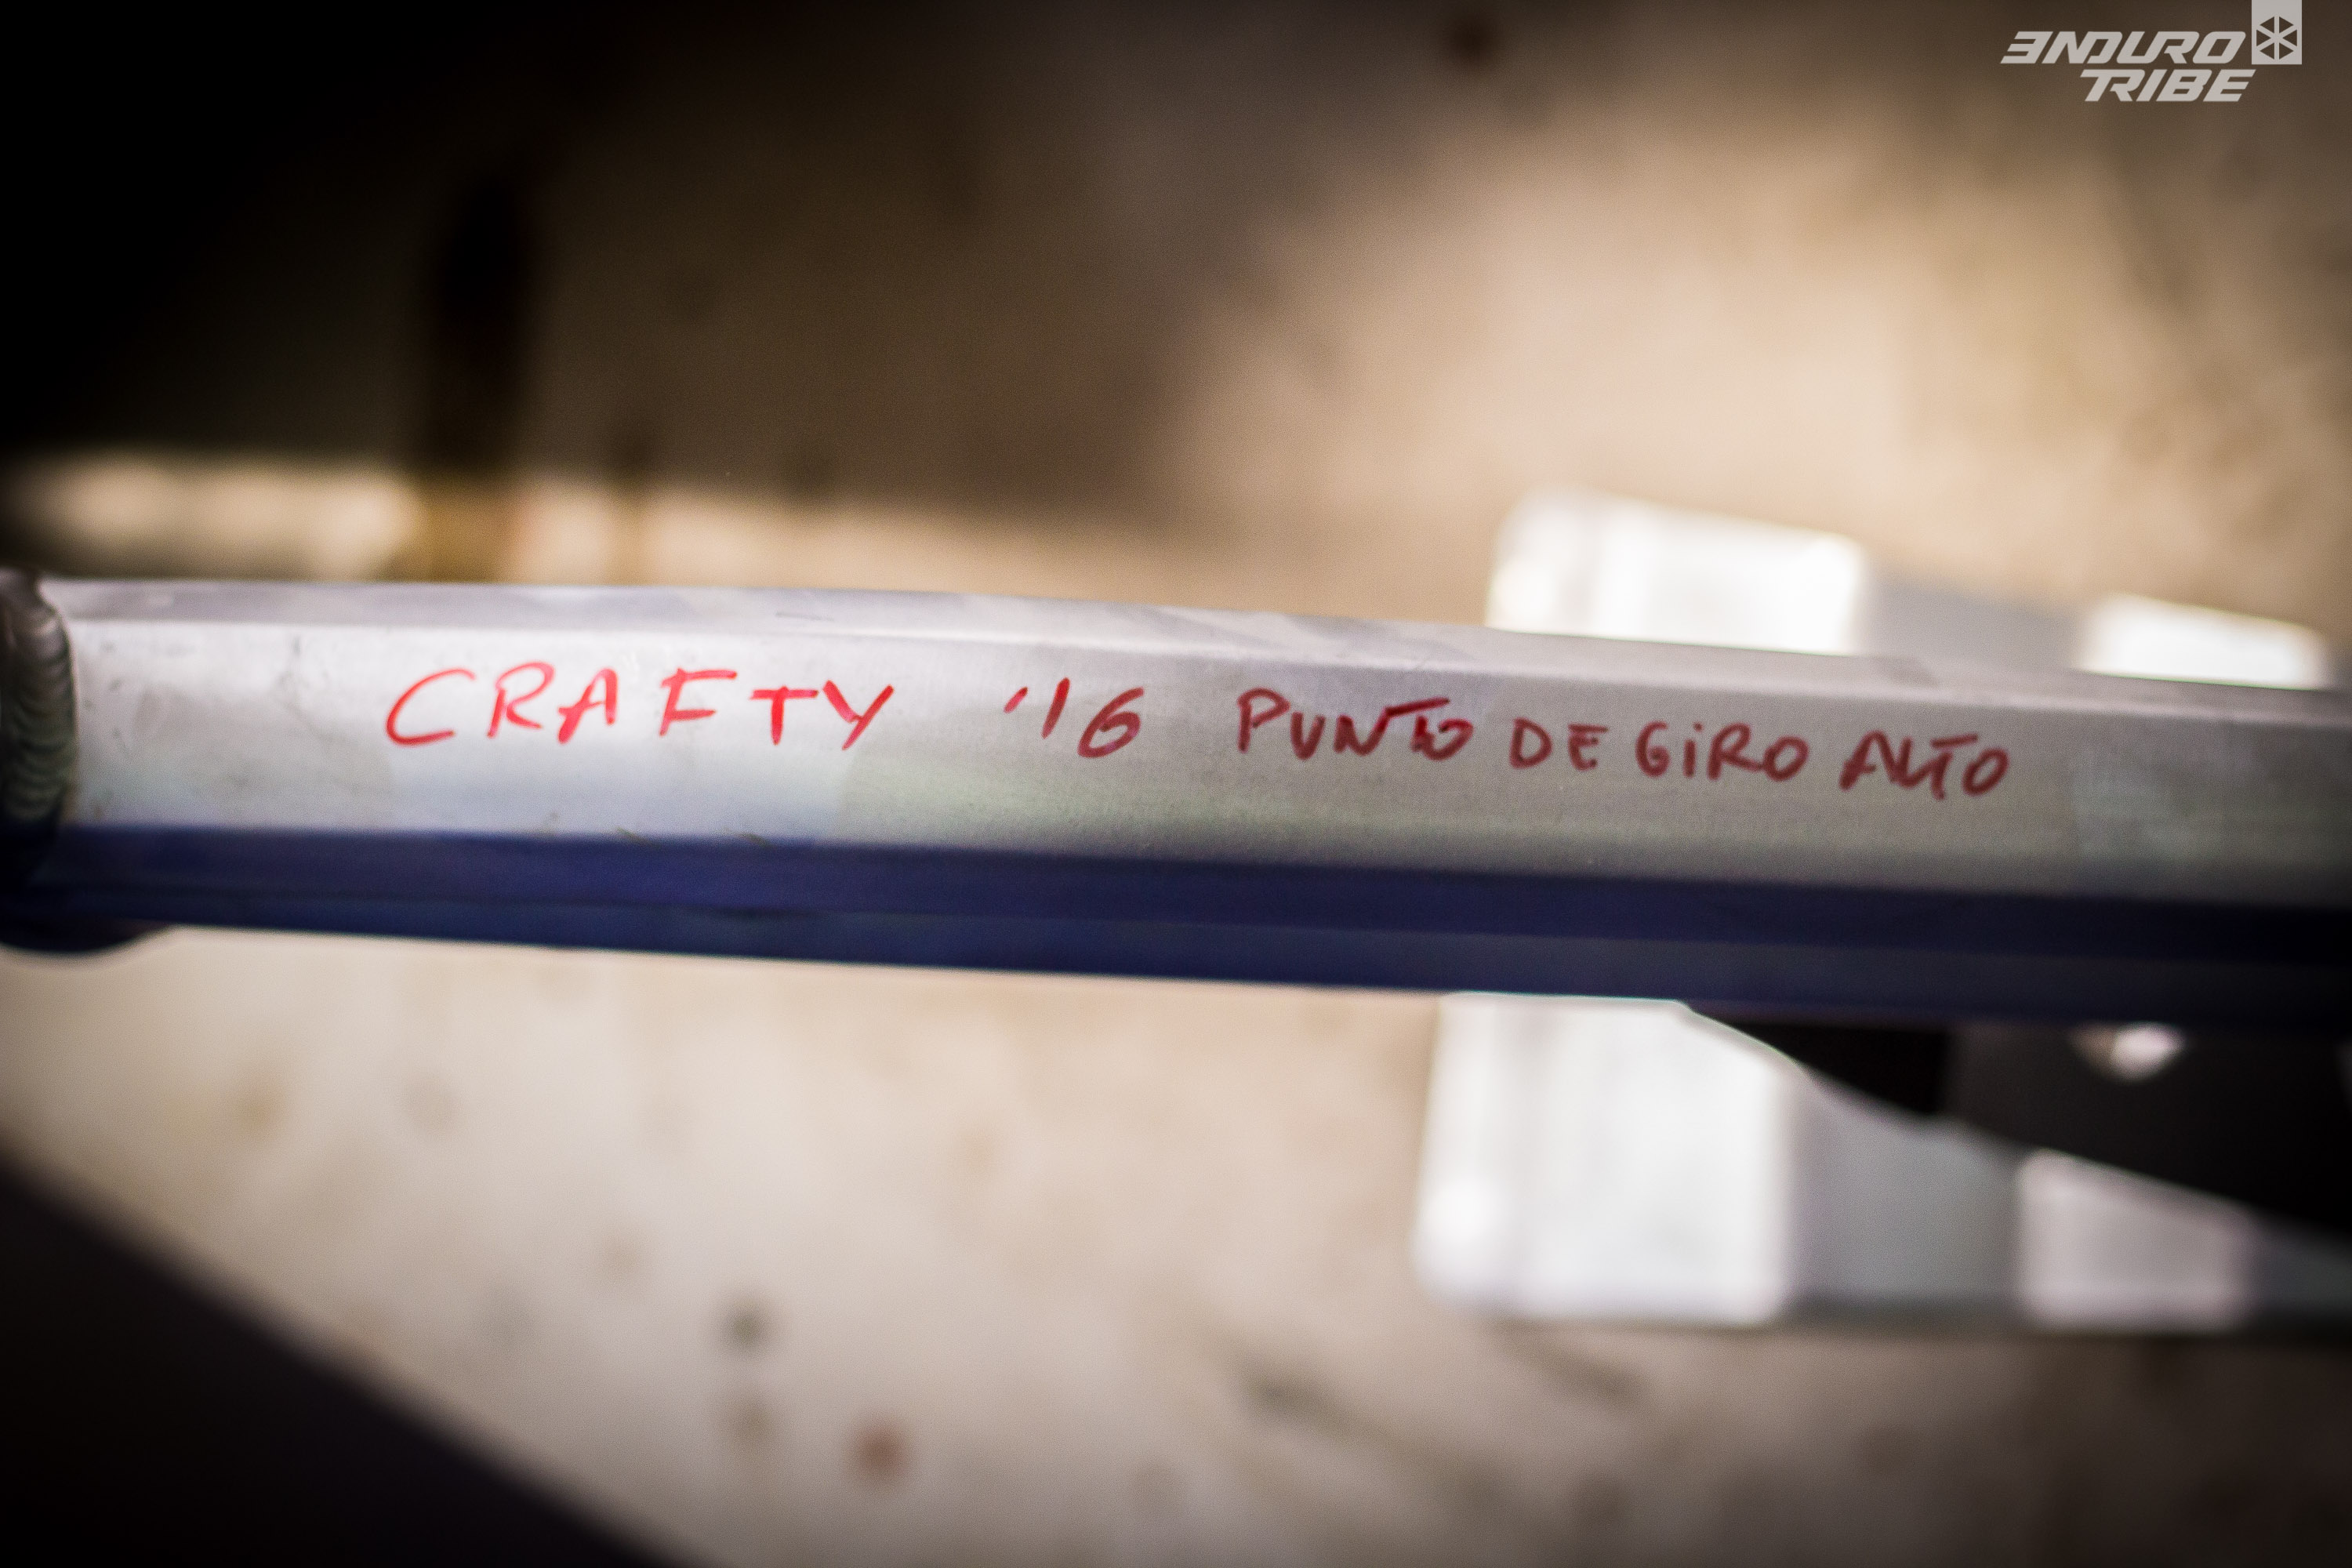 ENDURO
TRIBE
CRAFTY '16 PUNTO DE GiRO ALTO